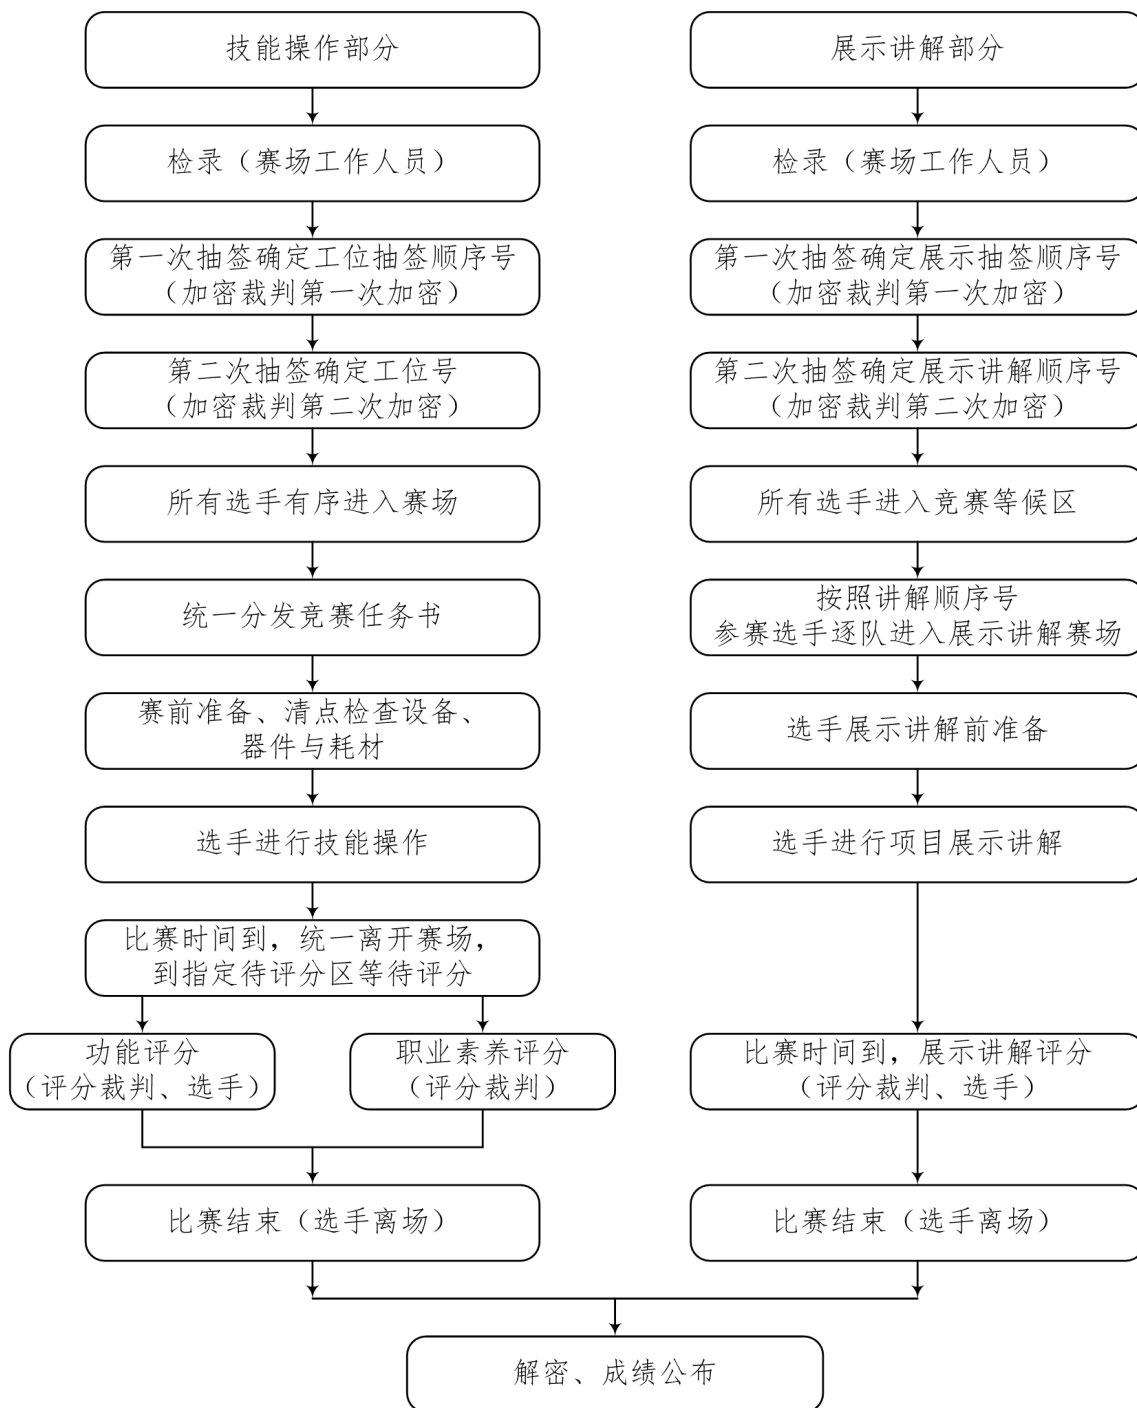 技能操作部分
检录（赛场工作人员）
第一次抽签确定工位抽签顺序号
（加密裁判第一次加密）
第二次抽签确定工位号
（加密裁判第二次加密）
所有选手有序进入赛场
统一分发竞赛任务书
赛前准备、清点检查设备、
器件与耗材
选手进行技能操作
比赛时间到，统一离开赛场，
到指定待评分区等待评分
功能评分
（评分裁判、选手）
职业素养评分
（评分裁判）
比赛结束（选手离场）
展示讲解部分
检录（赛场工作人员）
第一次抽签确定展示抽签顺序号
（加密裁判第一次加密）
第二次抽签确定展示讲解顺序号
（加密裁判第二次加密）
所有选手进入竞赛等候区
按照讲解顺序号
参赛选手逐队进入展示讲解赛场
选手展示讲解前准备
选手进行项目展示讲解
比赛时间到，展示讲解评分
（评分裁判、选手）
比赛结束（选手离场）
解密、成绩公布